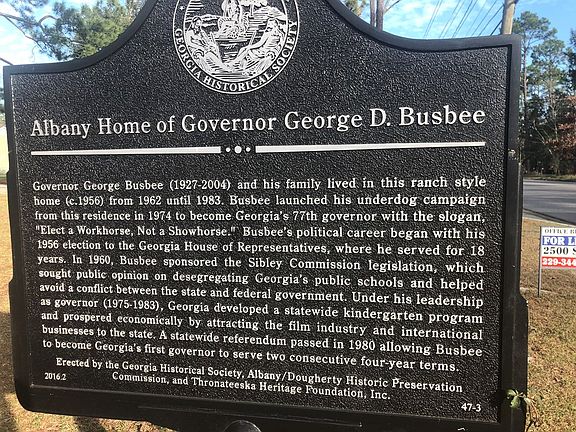 GEORGIA HISTORICAL SOCIETY
Albany Home of Governor George D. Busbee
Governor George Busbee (1927-2004) and his family lived in this ranch style
home (c.1956) from 1962 until 1983. Busbee launched his underdog campaign
from this residence in 1974 to become Georgia's 77th governor with the slogan,
"Elect a Workhorse, Not a Showhorse." Busbee's political career began with his
1956 election to the Georgia House of Representatives, where he served for 18
years. In 1960, Busbee sponsored the Sibley Commission legislation, which
sought public opinion on desegregating Georgia's public schools and helped
avoid a conflict between the state and federal government. Under his leadership
as governor (1975-1983), Georgia developed a statewide kindergarten program
and prospered economically by attracting the film industry and international
businesses to the state. A statewide referendum passed in 1980 allowing Busbee
to become Georgia's first governor to serve two consecutive four-year terms.
Erected by the Georgia Historical Society, Albany/Dougherty Historic Preservation
Commission, and Thronateeska Heritage Foundation, Inc.
2016.2
47-3
OFFICE
FOR
2500
229-344